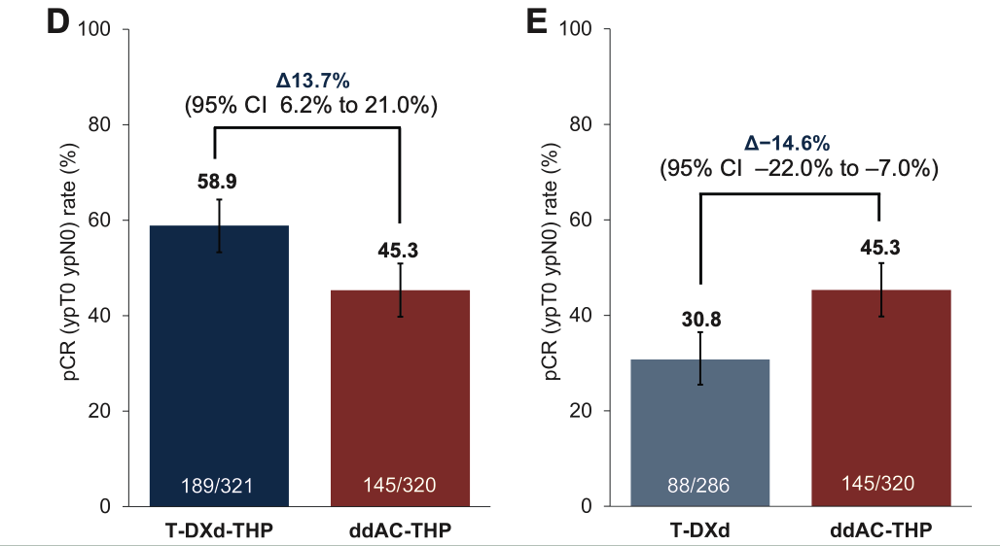 D
100
80
60
40
20
0
pCR (ypT0 ypN0) rate (%)
Δ13.7%
(95% CI 6.2% to 21.0%)
58.9
45.3
189/321
145/320
T-DXd-THP
ddAC-THP
E
100
80
60
40
20
0
pCR (ypT0 ypN0) rate (%)
Δ−14.6%
(95% CI –22.0% to –7.0%)
30.8
45.3
88/286
145/320
T-DXd
ddAC-THP